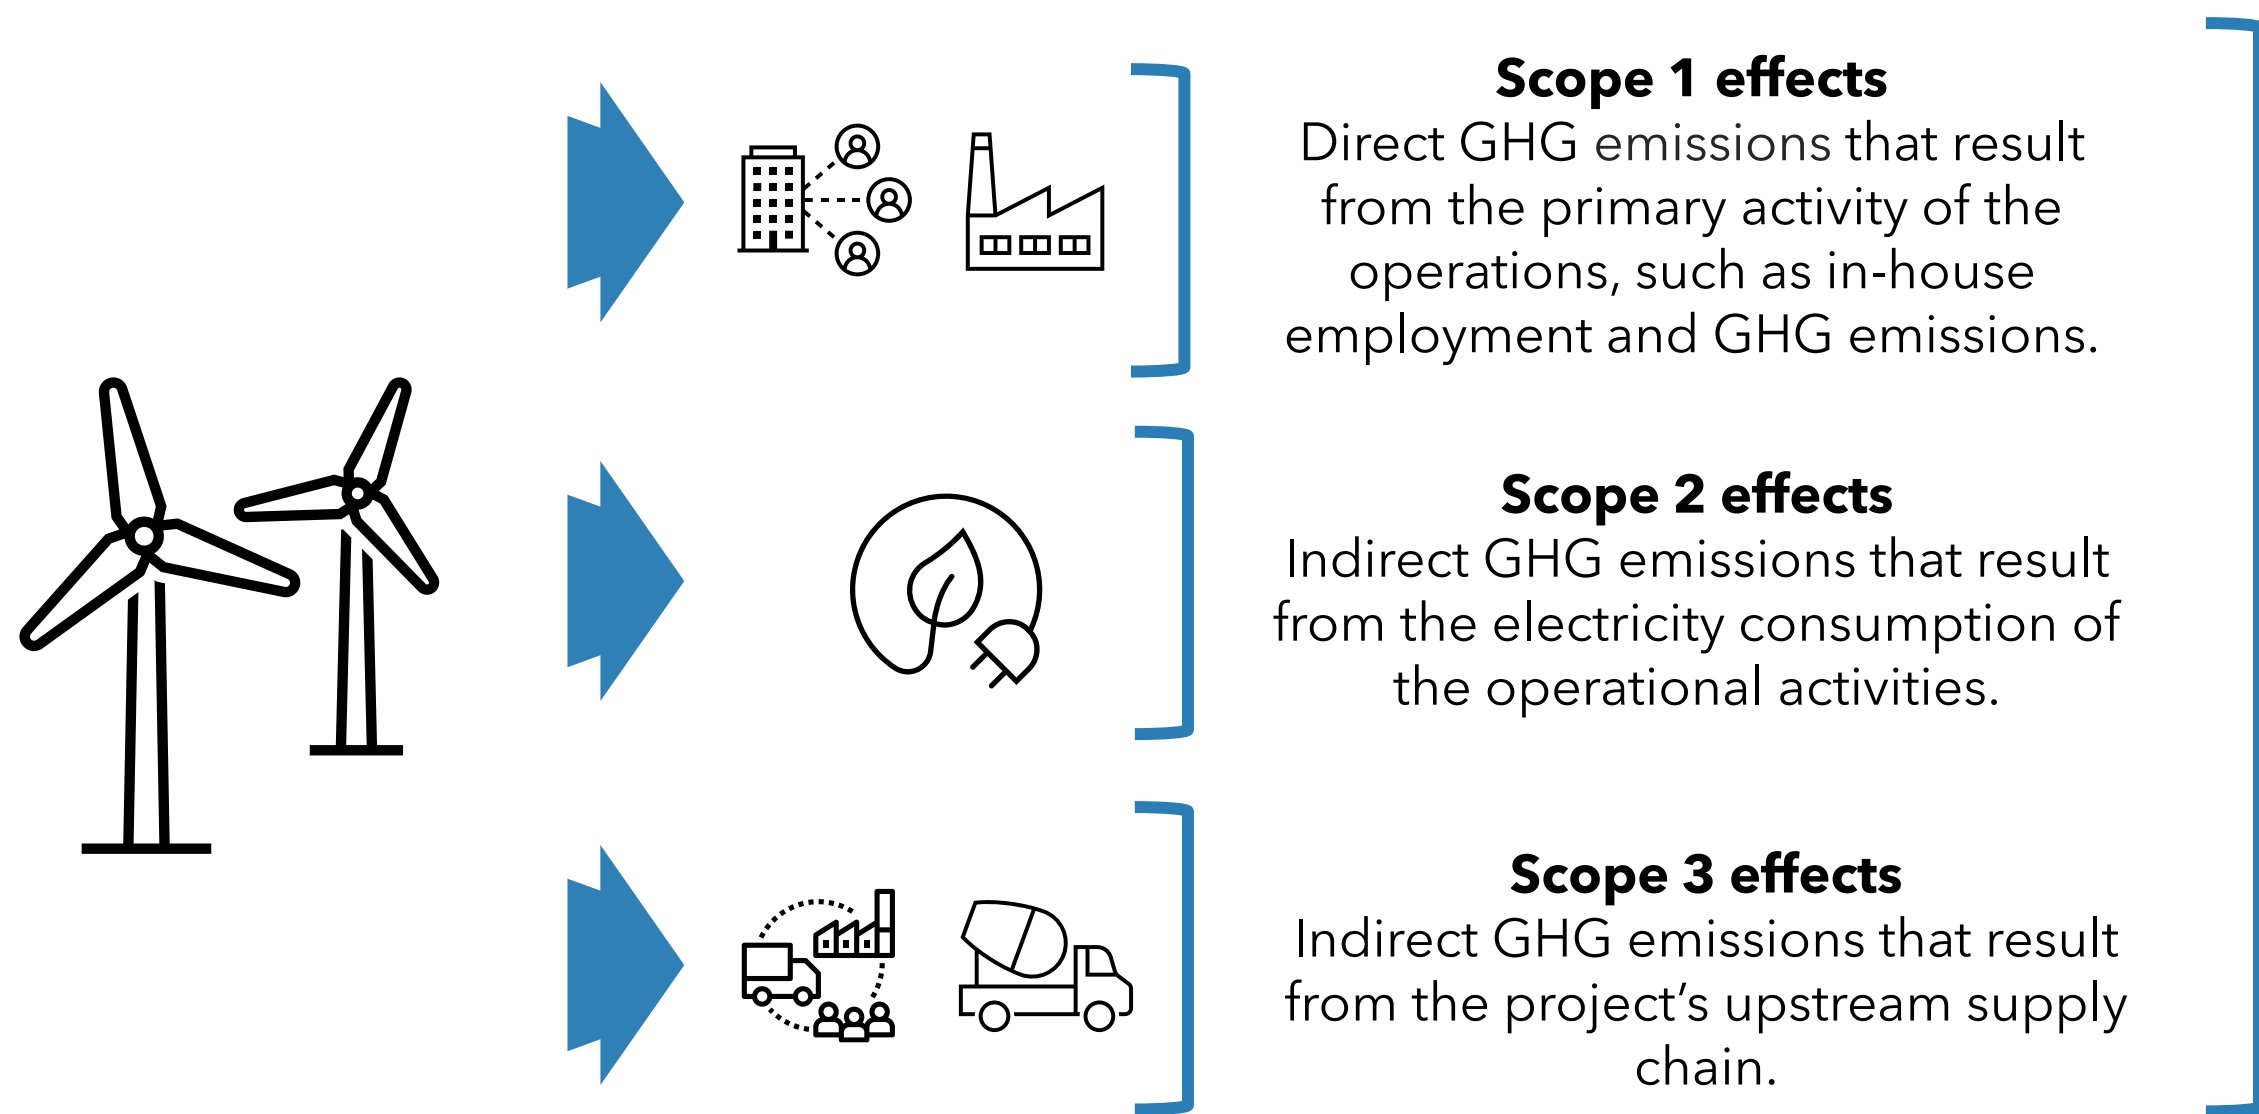 Scope 1 effects
Direct GHG emissions that result
from the primary activity of the
operations, such as in-house
employment and GHG emissions.
Scope 2 effects
Indirect GHG emissions that result
from the electricity consumption of
the operational activities.
Scope 3 effects
Indirect GHG emissions that result
from the project’s upstream supply
chain.